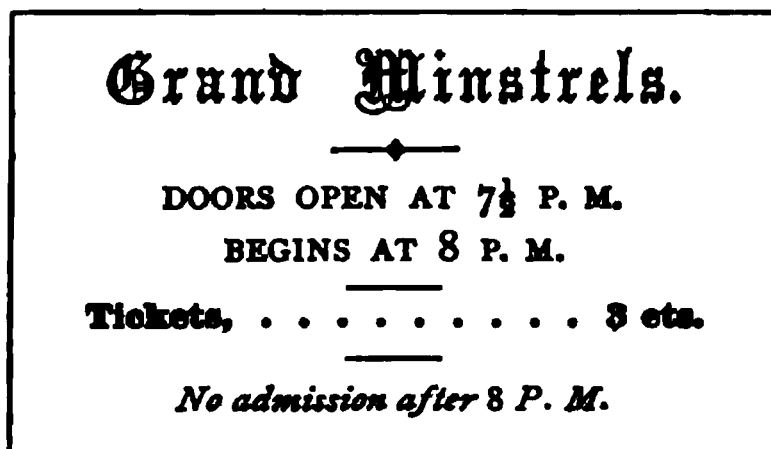 Grand Minstrels.
DOORS OPEN AT 7½ P. M.
BEGINS AT 8 P. M.
Tickets, . . . . . . . . . 3 cts.
No admission after 8 P. M.